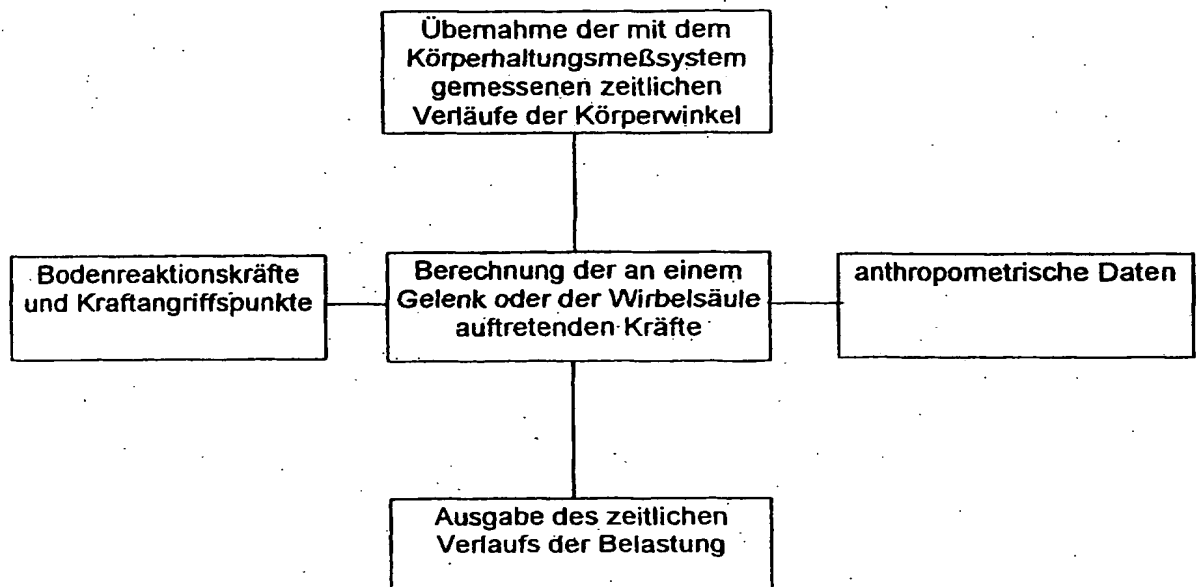 Übernahme der mit dem
Körperhaltungsmeßsystem
gemessenen zeitlichen
Verläufe der Körperwinkel
Bodenreaktionskräfte
und Kraftangriffspunkte
Berechnung der an einem
Gelenk oder der Wirbelsäule
auftretenden Kräfte
anthropometrische Daten
Ausgabe des zeitlichen
Verlaufs der Belastung